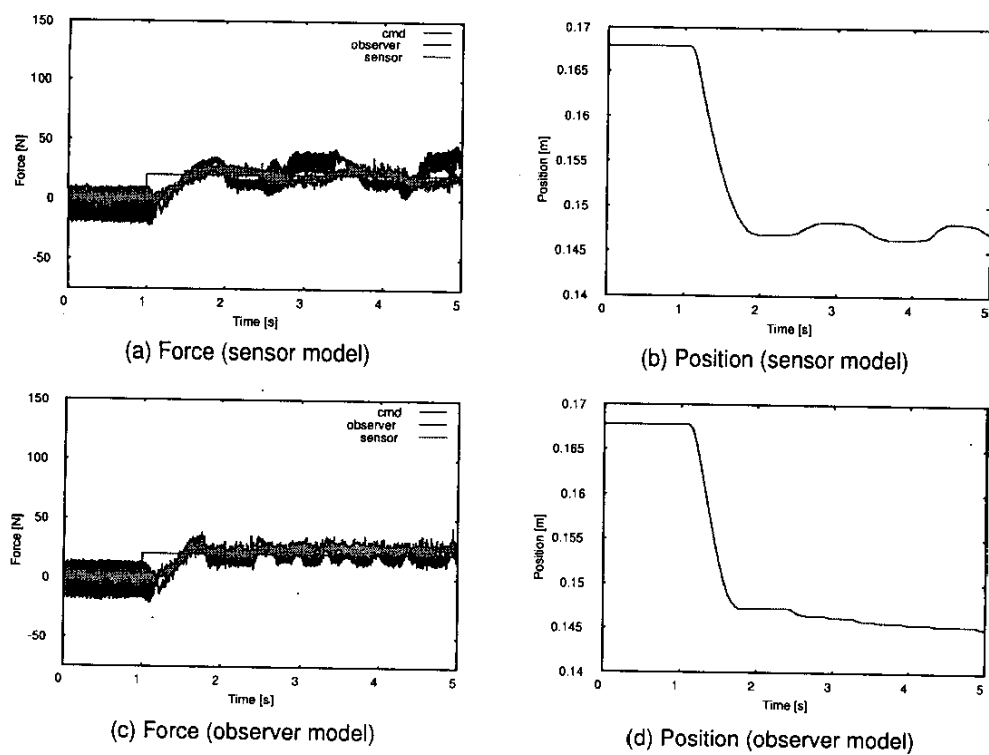 150
100
50
0
-50
Force [N]
cmd
observer
sensor
0 1 2 3 4 5
Time [s]
(a) Force (sensor model)
0.17
0.165
0.16
0.155
0.15
0.145
0.14
Position [m]
0 1 2 3 4 5
Time [s]
(b) Position (sensor model)
150
100
50
0
-50
Force [N]
cmd
observer
sensor
0 1 2 3 4 5
Time [s]
(c) Force (observer model)
0.17
0.165
0.16
0.155
0.15
0.145
0.14
Position [m]
0 1 2 3 4 5
Time [s]
(d) Position (observer model)